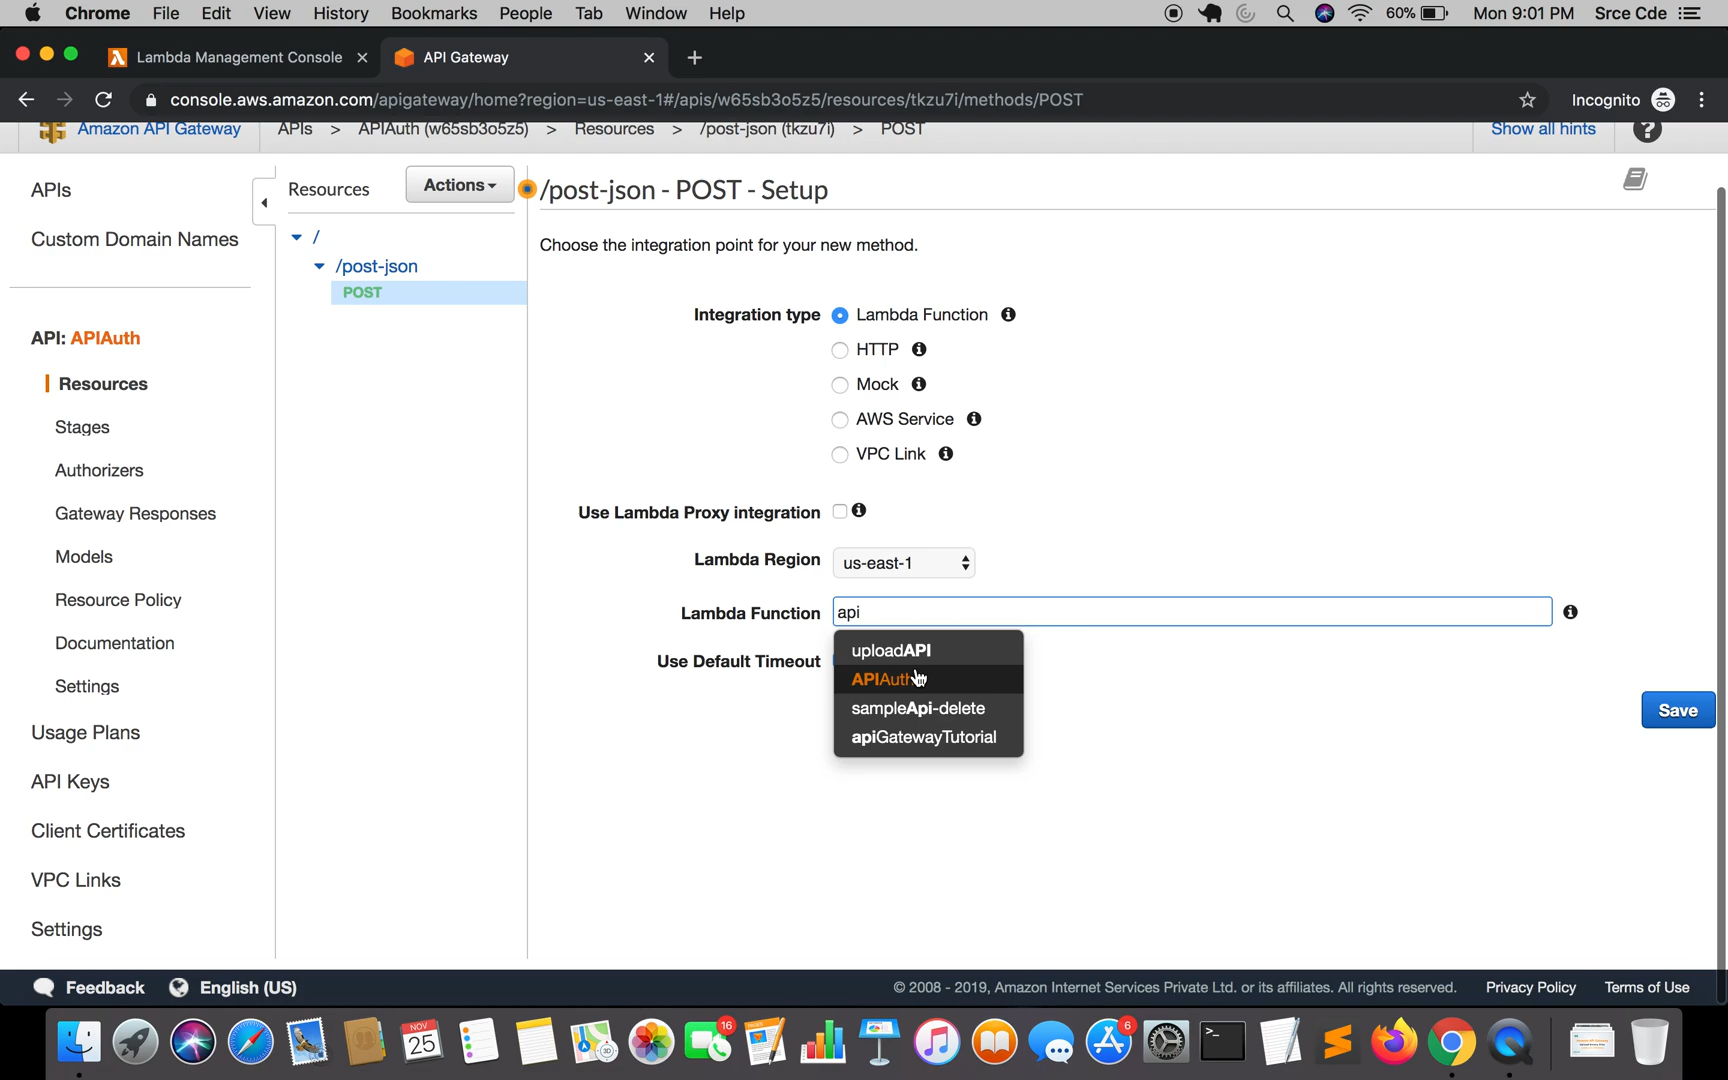 Chrome File Edit View History Bookmarks People Tab Window Help 60% Mon 9:01 PM Srce Cde
Lambda Management Console API Gateway
console.aws.amazon.com/apigateway/home?region=us-east-1#/apis/w65sb3o5z5/resources/tkzu7i/methods/POST Incognito
Amazon API Gateway APIs > APIAuth (w65sb3o5z5) > Resources > /post-json (tkzu7i) > POST Show all hints ?
APIs
Custom Domain Names
API: APIAuth
Resources
Stages
Authorizers
Gateway Responses
Models
Resource Policy
Documentation
Settings
Usage Plans
API Keys
Client Certificates
VPC Links
Settings
Resources Actions
/
/post-json
POST
/post-json - POST - Setup
Choose the integration point for your new method.
Integration type Lambda Function
HTTP
Mock
AWS Service
VPC Link
Use Lambda Proxy integration
Lambda Region us-east-1
Lambda Function api
Use Default Timeout
uploadAPI
APIAuth
sampleApi-delete
apiGatewayTutorial
Save
Feedback English (US) © 2008 - 2019, Amazon Internet Services Private Ltd. or its affiliates. All rights reserved. Privacy Policy Terms of Use
NOV
25
16
6